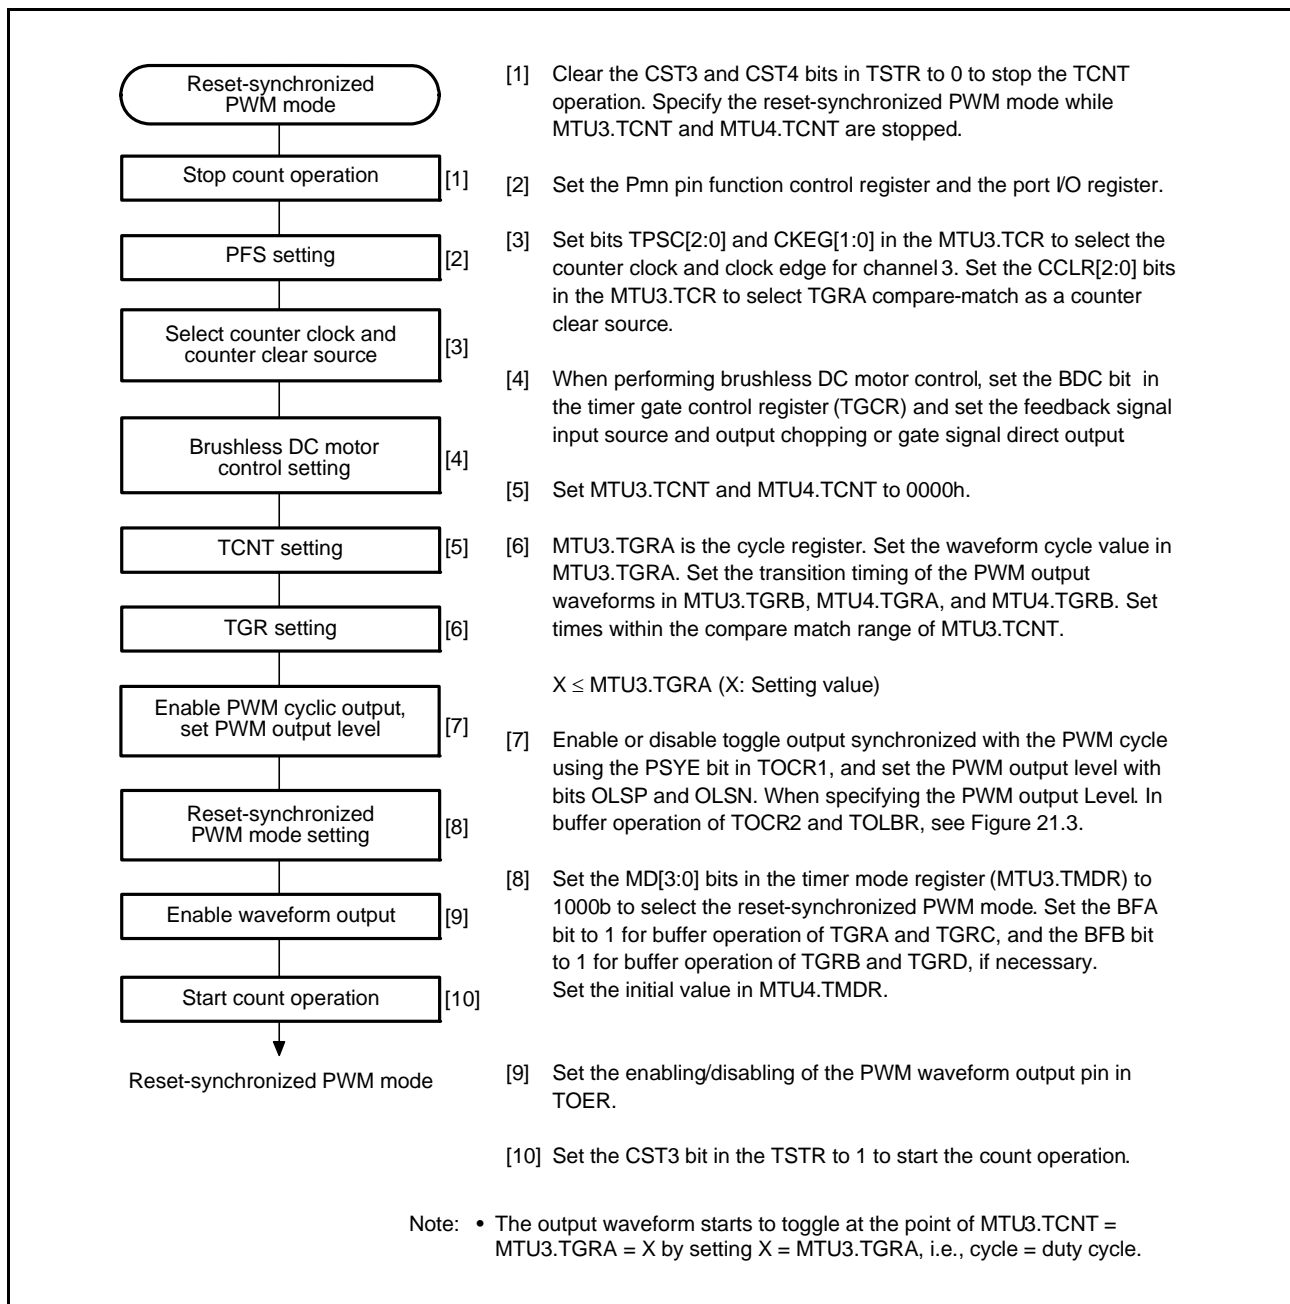 Reset-synchronized
PWM mode
Stop count operation
[1]
PFS setting
[2]
Select counter clock and
counter clear source
[3]
Brushless DC motor
control setting
[4]
TCNT setting
[5]
TGR setting
[6]
Enable PWM cyclic output,
set PWM output level
[7]
Reset-synchronized
PWM mode setting
[8]
Enable waveform output
[9]
Start count operation
[10]
Reset-synchronized PWM mode
[1] Clear the CST3 and CST4 bits in TSTR to 0 to stop the TCNT
operation. Specify the reset-synchronized PWM mode while
MTU3.TCNT and MTU4.TCNT are stopped.
[2] Set the Pmn pin function control register and the port I/O register.
[3] Set bits TPSC[2:0] and CKEG[1:0] in the MTU3.TCR to select the
counter clock and clock edge for channel 3. Set the CCLR[2:0] bits
in the MTU3.TCR to select TGRA compare-match as a counter
clear source.
[4] When performing brushless DC motor control, set the BDC bit in
the timer gate control register (TGCR) and set the feedback signal
input source and output chopping or gate signal direct output
[5] Set MTU3.TCNT and MTU4.TCNT to 0000h.
[6] MTU3.TGRA is the cycle register. Set the waveform cycle value in
MTU3.TGRA. Set the transition timing of the PWM output
waveforms in MTU3.TGRB, MTU4.TGRA, and MTU4.TGRB. Set
times within the compare match range of MTU3.TCNT.
X ≤ MTU3.TGRA (X: Setting value)
[7] Enable or disable toggle output synchronized with the PWM cycle
using the PSYE bit in TOCR1, and set the PWM output level with
bits OLSP and OLSN. When specifying the PWM output Level. In
buffer operation of TOCR2 and TOLBR, see Figure 21.3.
[8] Set the MD[3:0] bits in the timer mode register (MTU3.TMDR) to
1000b to select the reset-synchronized PWM mode. Set the BFA
bit to 1 for buffer operation of TGRA and TGRC, and the BFB bit
to 1 for buffer operation of TGRB and TGRD, if necessary.
Set the initial value in MTU4.TMDR.
[9] Set the enabling/disabling of the PWM waveform output pin in
TOER.
[10] Set the CST3 bit in the TSTR to 1 to start the count operation.
Note: • The output waveform starts to toggle at the point of MTU3.TCNT =
MTU3.TGRA = X by setting X = MTU3.TGRA, i.e., cycle = duty cycle.